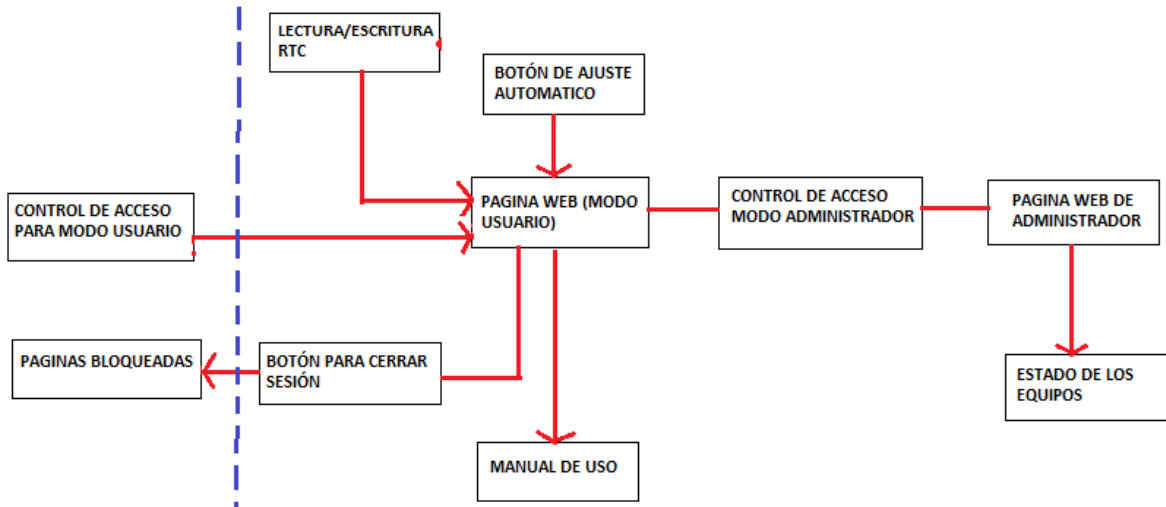 LECTURA/ESCRITURA
RTC
BOTÓN DE AJUSTE
AUTOMATICO
CONTROL DE ACCESO
PARA MODO USUARIO
PAGINA WEB (MODO
USUARIO)
CONTROL DE ACCESO
MODO ADMINISTRADOR
PAGINA WEB DE
ADMINISTRADOR
PAGINAS BLOQUEADAS
BOTÓN PARA CERRAR
SESIÓN
ESTADO DE LOS
EQUIPOS
MANUAL DE USO